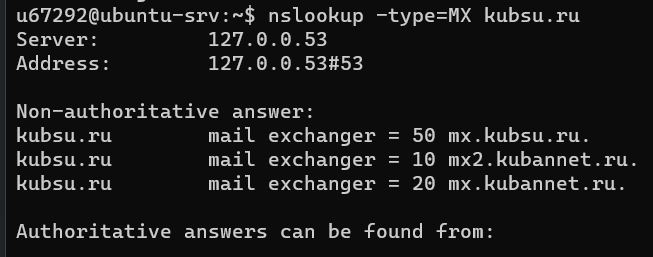 u67292@ubuntu-srv:~$ nslookup -type=MX kubsu.ru
Server:         127.0.0.53
Address:        127.0.0.53#53

Non-authoritative answer:
kubsu.ru        mail exchanger = 50 mx.kubsu.ru.
kubsu.ru        mail exchanger = 10 mx2.kubannet.ru.
kubsu.ru        mail exchanger = 20 mx.kubannet.ru.

Authoritative answers can be found from: